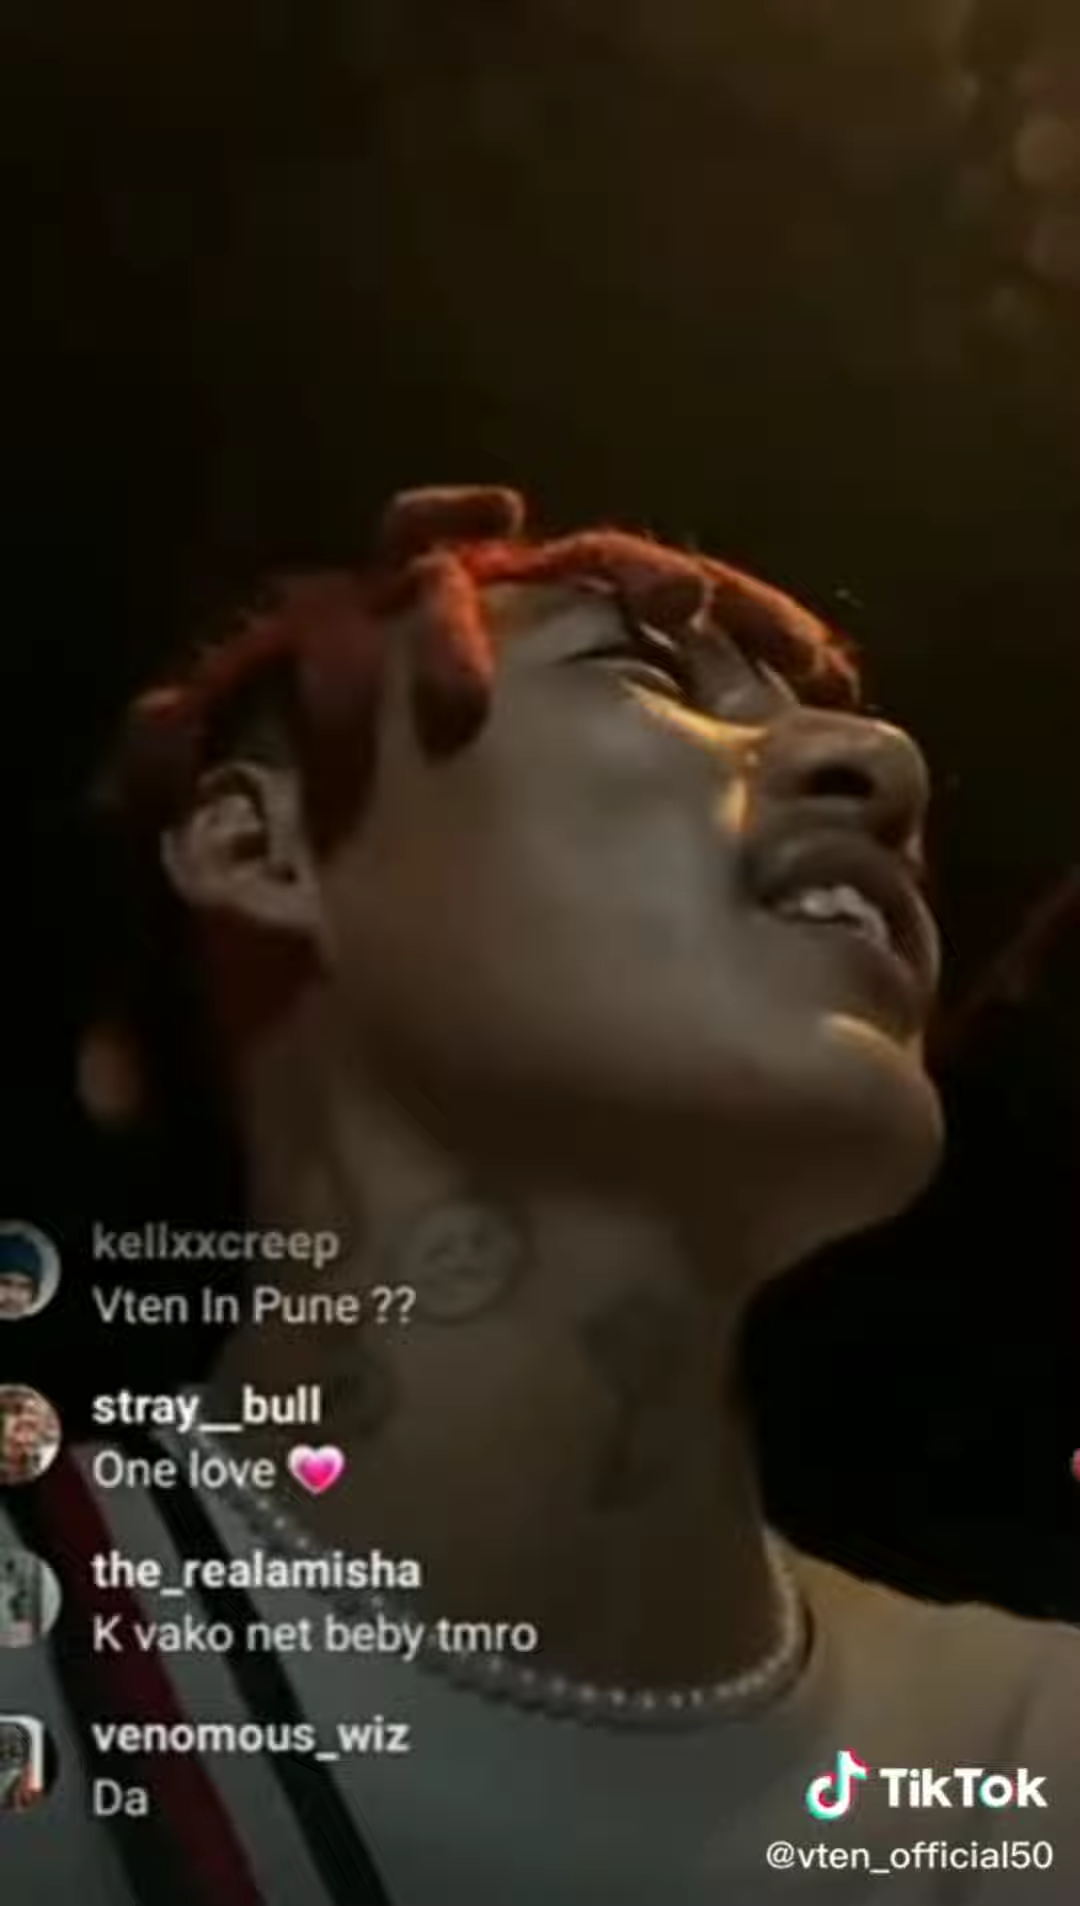 kellxxcreep
Vten In Pune ??
stray__bull
One love 💗
the_realamisha
K vako net beby tmro
venomous_wiz
Da
TikTok
@vten_official50